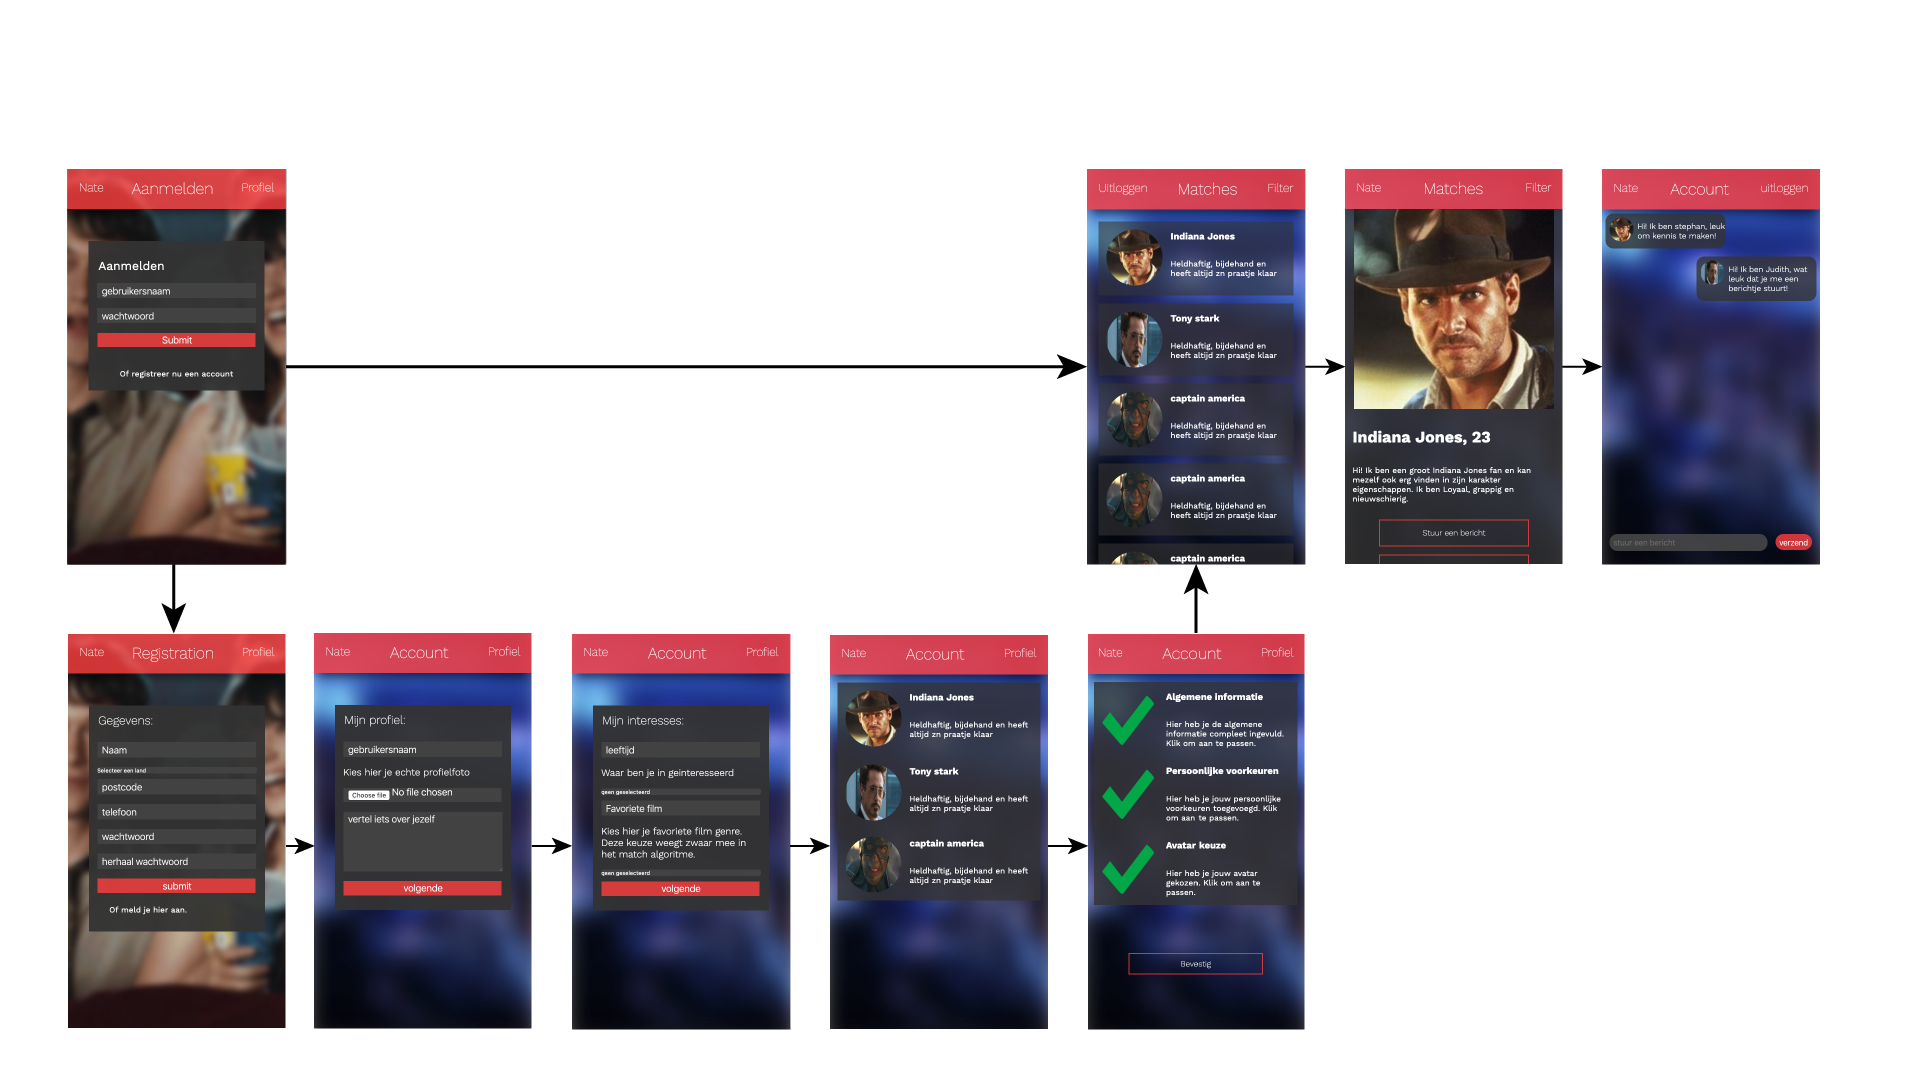 Nate Aanmelden Profiel
Aanmelden
gebruikersnaam
wachtwoord
Submit
Of registreer nu een account
Uitloggen Matches Filter
Indiana Jones
Heldhaftig, bijdehand en
heeft altijd zn praatje klaar
Tony stark
Heldhaftig, bijdehand en
heeft altijd zn praatje klaar
captain america
Heldhaftig, bijdehand en
heeft altijd zn praatje klaar
captain america
Heldhaftig, bijdehand en
heeft altijd zn praatje klaar
captain america
Nate Matches Filter
Indiana Jones, 23
Hi! Ik ben een groot Indiana Jones fan en kan
mezelf ook erg vinden in zijn karakter
eigenschappen. Ik ben Loyaal, grappig en
nieuwschierig.
Stuur een bericht
Nate Account uitloggen
Hi! Ik ben stephan, leuk
om kennis te maken!
Hi! Ik ben Judith, wat
leuk dat je me een
berichtje stuurt!
stuur een bericht
verzend
Nate Registration Profiel
Gegevens:
Naam
Selecteer een land
postcode
telefoon
wachtwoord
herhaal wachtwoord
submit
Of meld je hier aan.
Nate Account Profiel
Mijn profiel:
gebruikersnaam
Kies hier je echte profielfoto
Choose file No file chosen
vertel iets over jezelf
volgende
Nate Account Profiel
Mijn interesses:
leeftijd
Waar ben je in geinteresseerd
geen geselecteerd
Favoriete film
Kies hier je favoriete film genre.
Deze keuze weegt zwaar mee in
het match algoritme.
geen geselecteerd
volgende
Nate Account Profiel
Indiana Jones
Heldhaftig, bijdehand en heeft
altijd zn praatje klaar
Tony stark
Heldhaftig, bijdehand en heeft
altijd zn praatje klaar
captain america
Heldhaftig, bijdehand en heeft
altijd zn praatje klaar
Nate Account Profiel
Algemene informatie
Hier heb je de algemene
informatie compleet ingevuld.
Klik om aan te passen.
Persoonlijke voorkeuren
Hier heb je jouw persoonlijke
voorkeuren toegevoegd. Klik
om aan te passen.
Avatar keuze
Hier heb je jouw avatar
gekozen. Klik om aan te
passen.
Bevestig